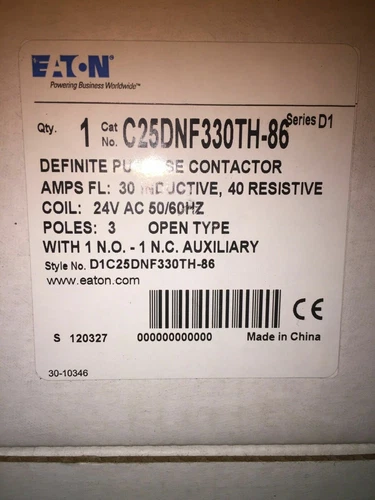 EATON
Powering Business Worldwide™
Qty. 1 Cat No. C25DNF330TH-86 Series D1
DEFINITE PURPOSE CONTACTOR
AMPS FL: 30 INDUCTIVE, 40 RESISTIVE
COIL: 24V AC 50/60HZ
POLES: 3 OPEN TYPE
WITH 1 N.O. - 1 N.C. AUXILIARY
Style No. D1C25DNF330TH-86
www.eaton.com
CE
S 120327 000000000000 Made in China
30-10346